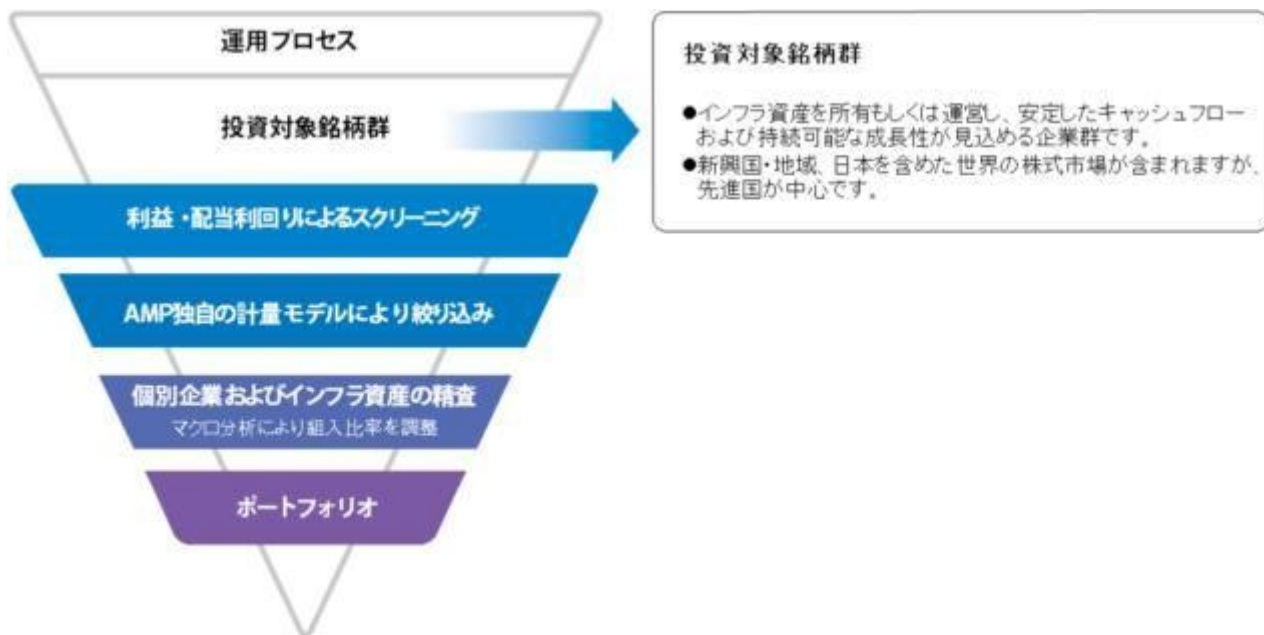 運用プロセス
投資対象銘柄群
利益・配当利回りによるスクリーニング
AMP独自の計量モデルにより絞り込み
個別企業およびインフラ資産の精査
マクロ分析により組入比率を調整
ポートフォリオ
投資対象銘柄群
●インフラ資産を所有もしくは運営し、安定したキャッシュフロー
および持続可能な成長性が見込める企業群です。
●新興国・地域、日本を含めた世界の株式市場が含まれますが、
先進国が中心です。